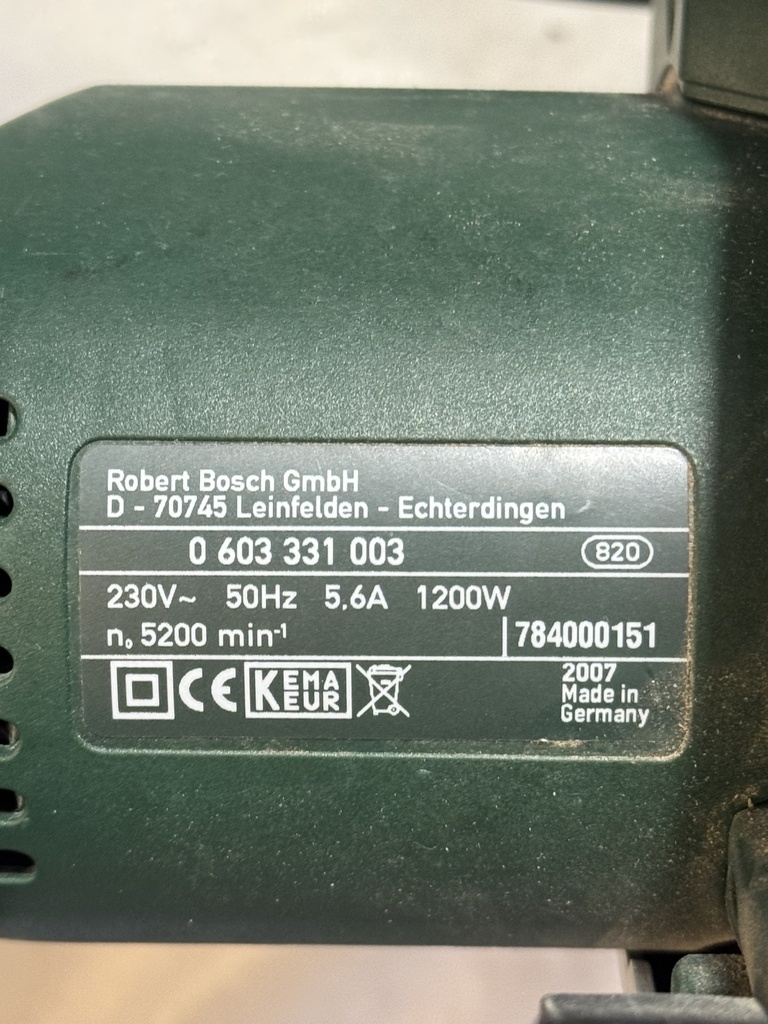 Robert Bosch GmbH
D - 70745 Leinfelden - Echterdingen
0 603 331 003 820
230V~ 50Hz 5,6A 1200W
n₀ 5200 min⁻¹ 784000151
CE KEMA EUR
2007
Made in
Germany